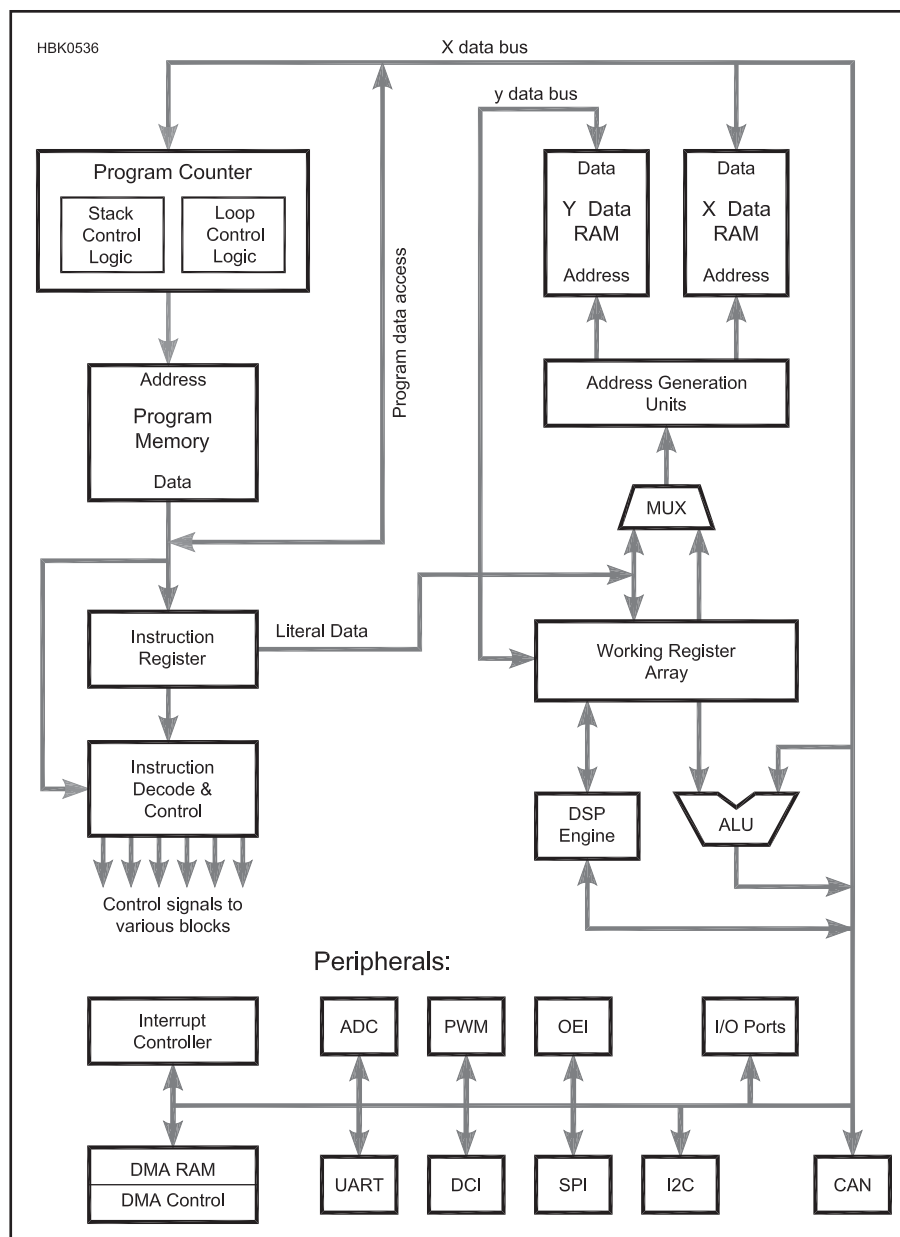 HBK0536
X data bus
y data bus
Program Counter
Stack
Control
Logic
Loop
Control
Logic
Program data access
Data
Y Data
RAM
Address
Data
X Data
RAM
Address
Address
Program
Memory
Data
Address Generation
Units
MUX
Instruction
Register
Literal Data
Working Register
Array
Instruction
Decode &
Control
DSP
Engine
ALU
Control signals to
various blocks
Peripherals:
Interrupt
Controller
ADC
PWM
OEI
I/O Ports
DMA RAM
DMA Control
UART
DCI
SPI
I2C
CAN